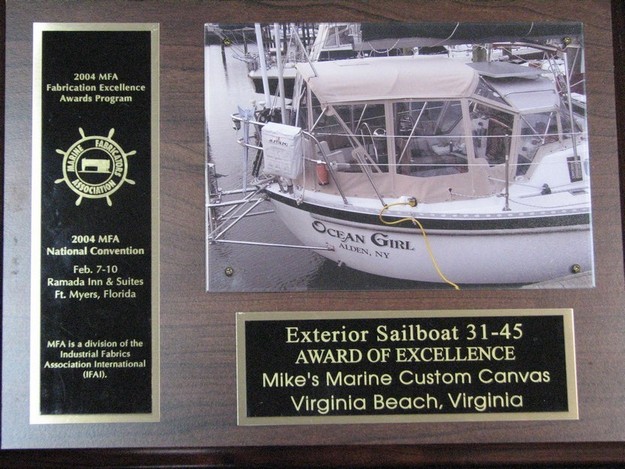 2004 MFA
Fabrication Excellence
Awards Program
MARINE FABRICATORS
ASSOCIATION
2004 MFA
National Convention
Feb. 7-10
Ramada Inn & Suites
Ft. Myers, Florida
MFA is a division of the
Industrial Fabrics
Association International
(IFAI).
OCEAN GIRL
ALDEN, NY
Exterior Sailboat 31-45
AWARD OF EXCELLENCE
Mike's Marine Custom Canvas
Virginia Beach, Virginia